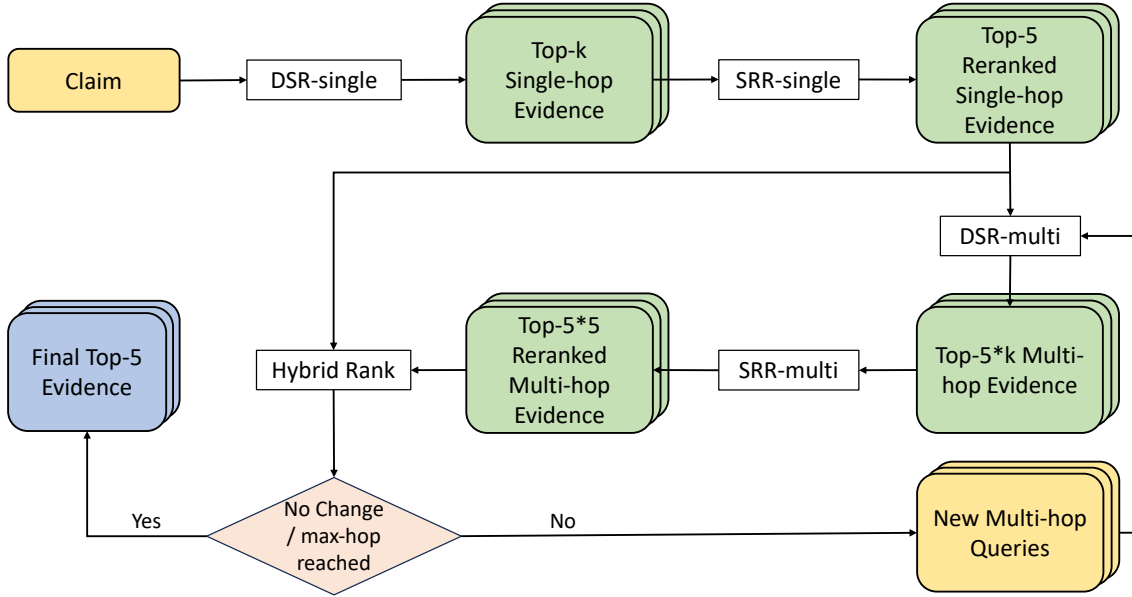 Claim
DSR-single
Top-k
Single-hop
Evidence
SRR-single
Top-5
Reranked
Single-hop
Evidence
DSR-multi
Final Top-5
Evidence
Hybrid Rank
Top-5*5
Reranked
Multi-hop
Evidence
SRR-multi
Top-5*k Multi-
hop Evidence
Yes
No Change
/ max-hop
reached
No
New Multi-hop
Queries